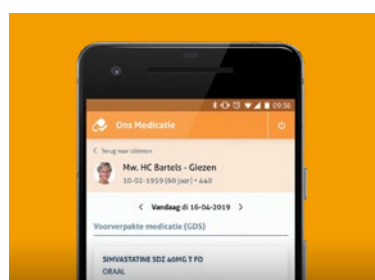 09:56
Ons Medicatie
< Terug naar cliënten
Mw. HC Bartels - Giezen
10-02-1959 (60 jaar) • 440
< Vandaag di 16-04-2019 >
Voorverpakte medicatie (GDS)
SIMVASTATINE SDZ 40MG T FO
ORAAL